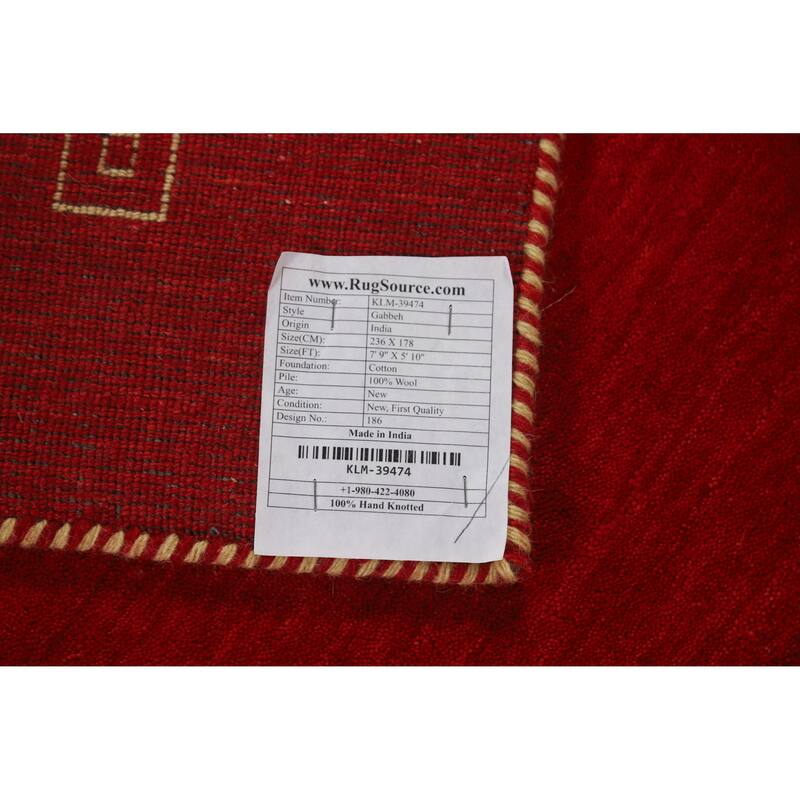 www.RugSource.com
Item Number: KLM-39474
Style Gabbeh
Origin India
Size(CM): 236 X 178
Size(FT): 7' 9" X 5' 10"
Foundation: Cotton
Pile: 100% Wool
Age: New
Condition: New, First Quality
Design No.: 186
Made in India
KLM-39474
+1-980-422-4080
100% Hand Knotted